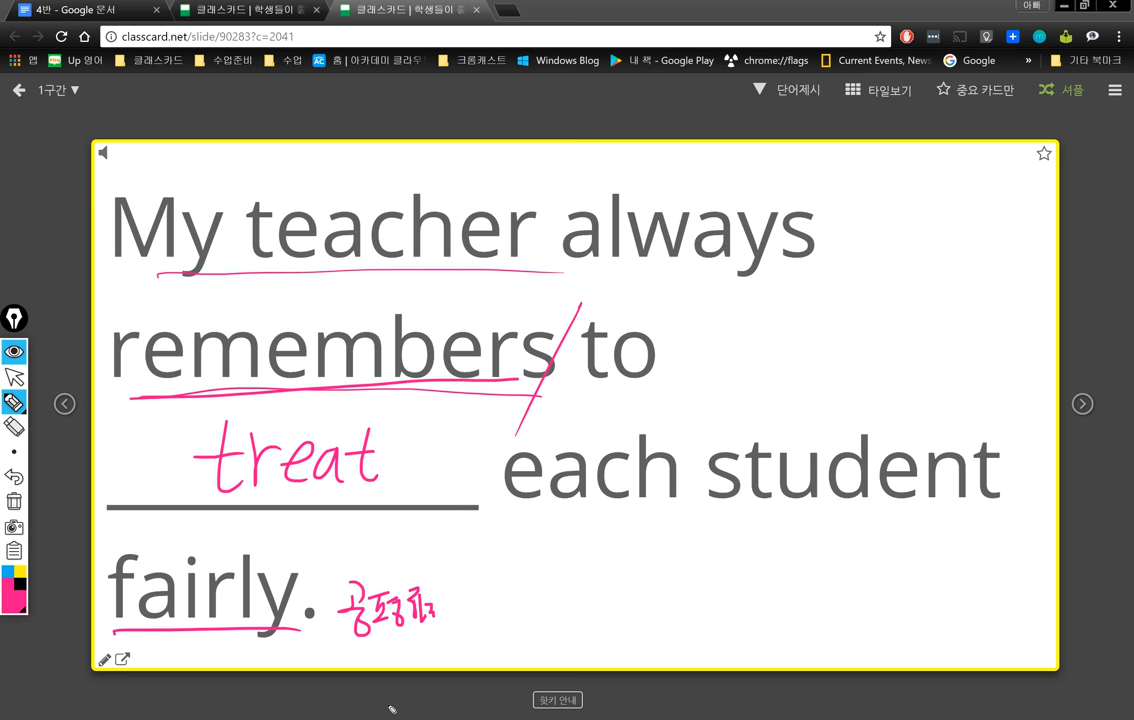 4반 - Google 문서
클래스카드 | 학생들이 클
클래스카드 | 학생들이 클
아빠
classcard.net/slide/90283?c=2041
앱 Up 영어 클래스카드 수업준비 수업 홈 | 아카데미 클라우 크롬캐스트 Windows Blog 내 책 - Google Play chrome://flags Current Events, News Google » 기타 북마크
1구간 ▼ ▼ 단어제시 타일보기 중요 카드만 셔플
My teacher always
remembers / to
treat each student
fairly. 공평하게
핫키 안내